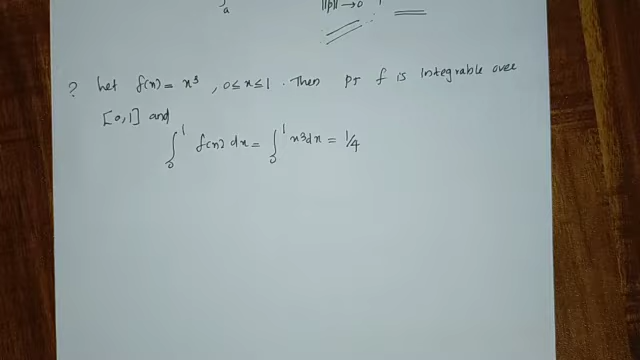 a
||p||→0
? Let f(x) = x³ , 0≤x≤1. Then PT f is Integrable over
[0,1] and
∫₀¹ f(x) dx = ∫₀¹ x³dx = 1/4